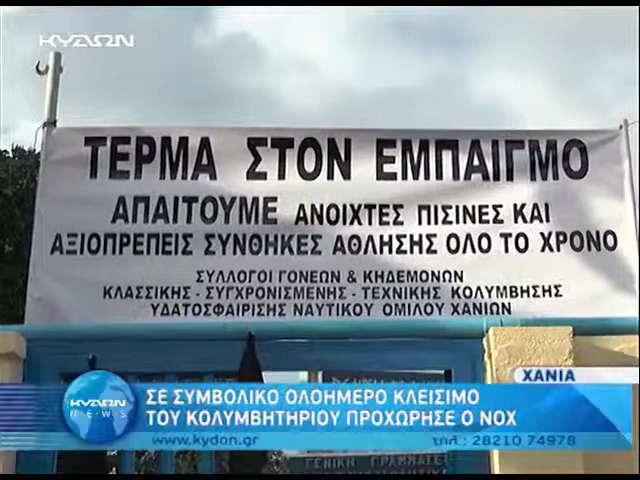 ΚΥΔΩΝ
ΤΕΡΜΑ ΣΤΟΝ ΕΜΠΑΙΓΜΟ
ΑΠΑΙΤΟΥΜΕ ΑΝΟΙΧΤΕΣ ΠΙΣΙΝΕΣ ΚΑΙ
ΑΞΙΟΠΡΕΠΕΙΣ ΣΥΝΘΗΚΕΣ ΑΘΛΗΣΗΣ ΟΛΟ ΤΟ ΧΡΟΝΟ
ΣΥΛΛΟΓΟΙ ΓΟΝΕΩΝ & ΚΗΔΕΜΟΝΩΝ
ΚΛΑΣΣΙΚΗΣ - ΣΥΓΧΡΟΝΙΣΜΕΝΗΣ - ΤΕΧΝΙΚΗΣ ΚΟΛΥΜΒΗΣΗΣ
ΥΔΑΤΟΣΦΑΙΡΙΣΗΣ ΝΑΥΤΙΚΟΥ ΟΜΙΛΟΥ ΧΑΝΙΩΝ
ΧΑΝΙΑ
ΚΥΔΩΝ
NEWS
ΣΕ ΣΥΜΒΟΛΙΚΟ ΟΛΟΗΜΕΡΟ ΚΛΕΙΣΙΜΟ
ΤΟΥ ΚΟΛΥΜΒΗΤΗΡΙΟΥ ΠΡΟΧΩΡΗΣΕ Ο ΝΟΧ
www.kydon.gr
τηλ.: 28210 74978
ΓΕΝΙΚΗ ΓΡΑΜΜΑΤΕΙ